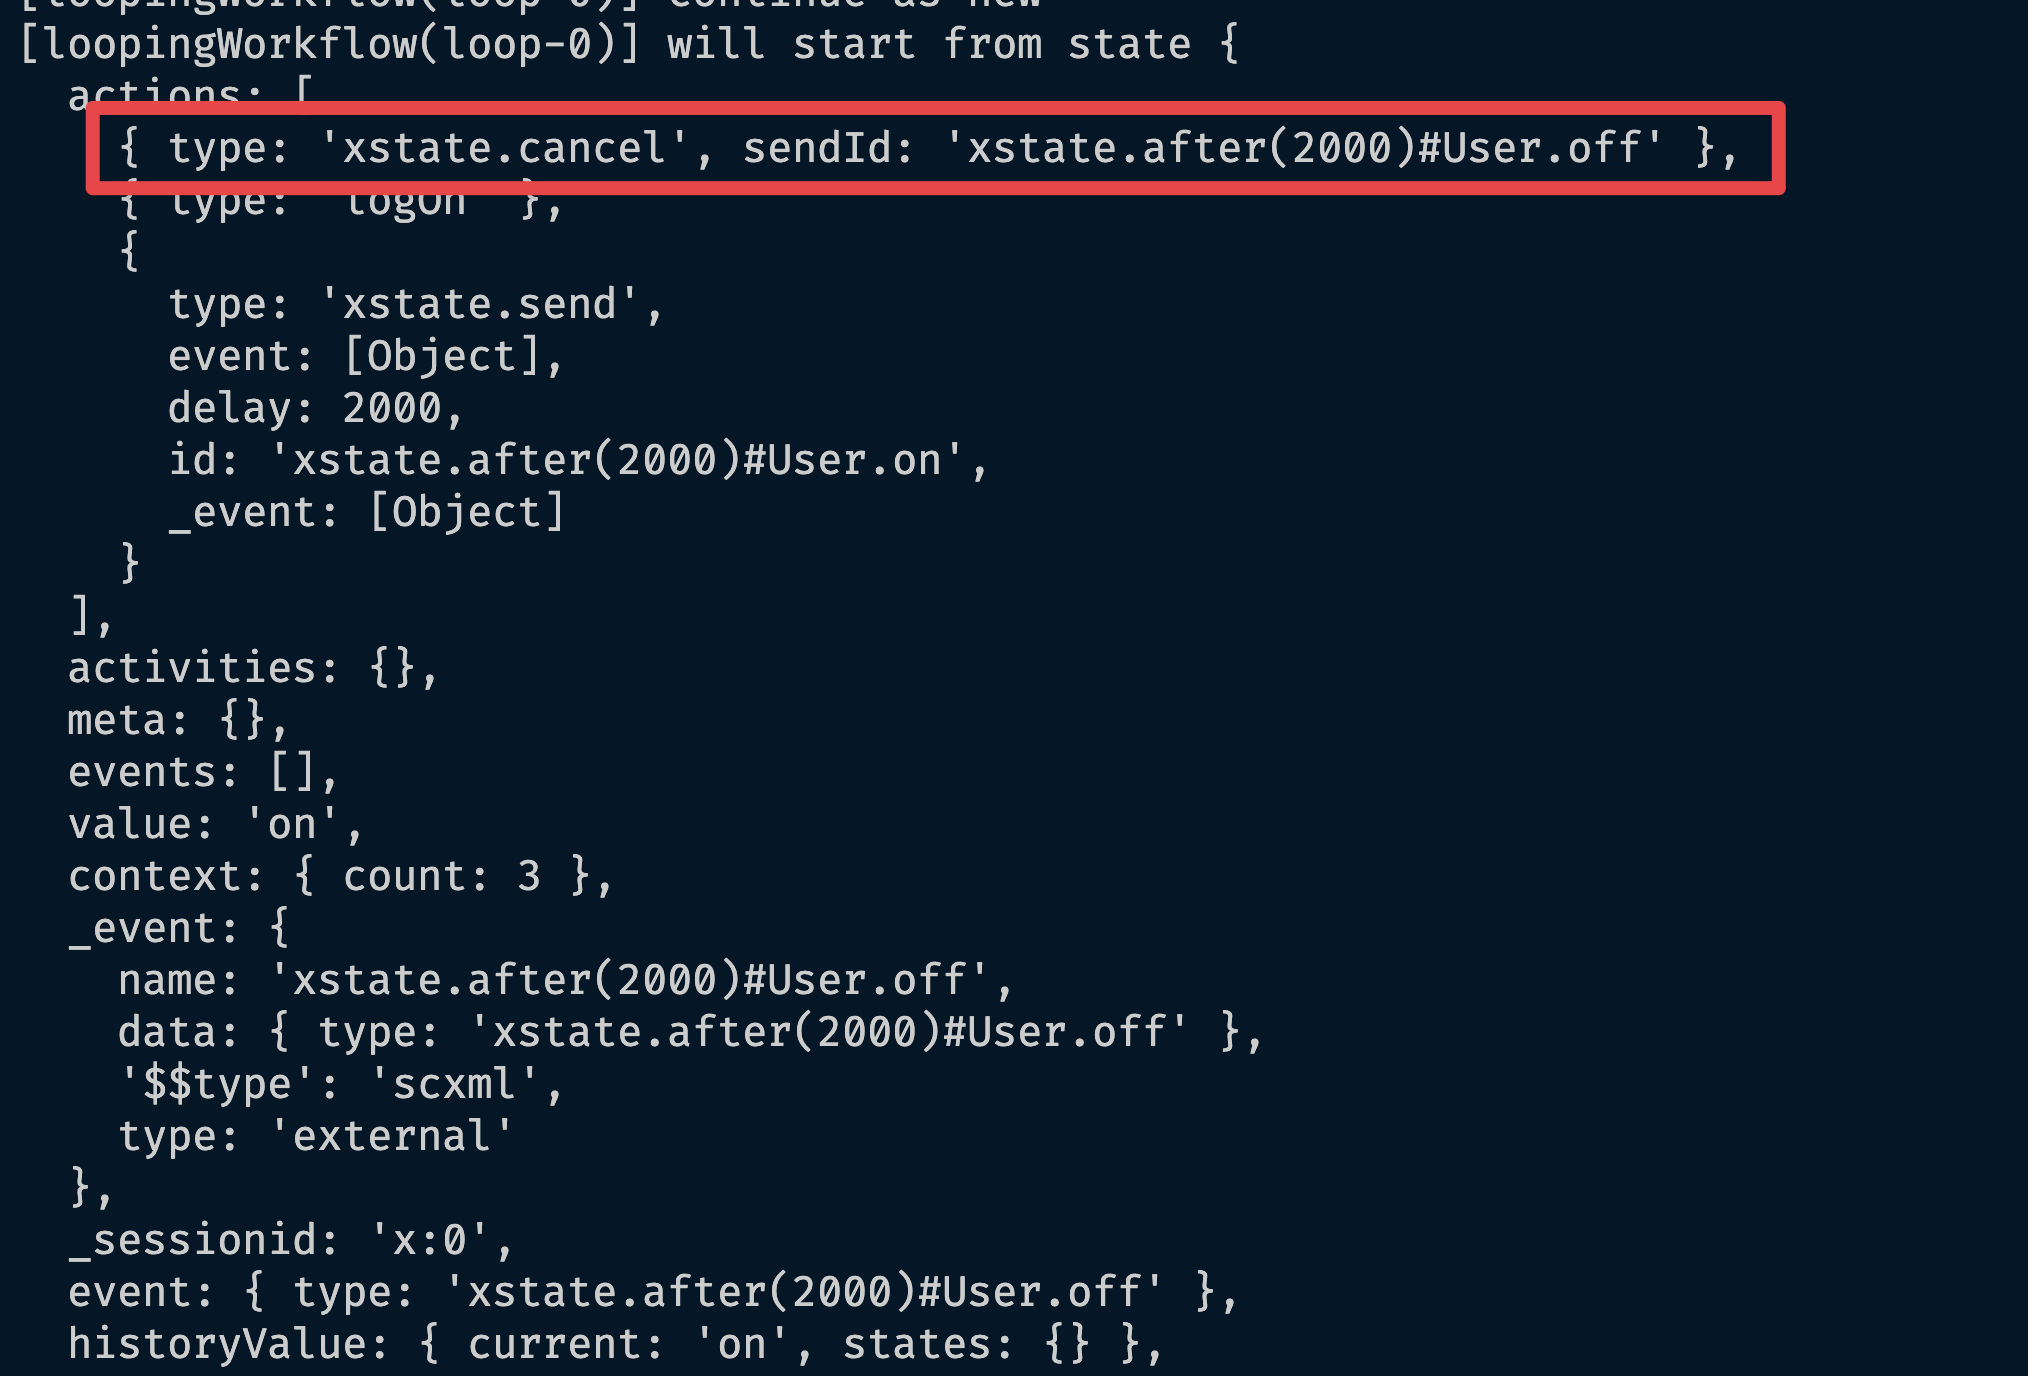 [loopingWorkflow(loop-0)] continue as new
[loopingWorkflow(loop-0)] will start from state {
actions: [
{ type: 'xstate.cancel', sendId: 'xstate.after(2000)#User.off' },
{ type: 'logOn' },
{
type: 'xstate.send',
event: [Object],
delay: 2000,
id: 'xstate.after(2000)#User.on',
_event: [Object]
}
],
activities: {},
meta: {},
events: [],
value: 'on',
context: { count: 3 },
_event: {
name: 'xstate.after(2000)#User.off',
data: { type: 'xstate.after(2000)#User.off' },
'$$type': 'scxml',
type: 'external'
},
_sessionid: 'x:0',
event: { type: 'xstate.after(2000)#User.off' },
historyValue: { current: 'on', states: {} },